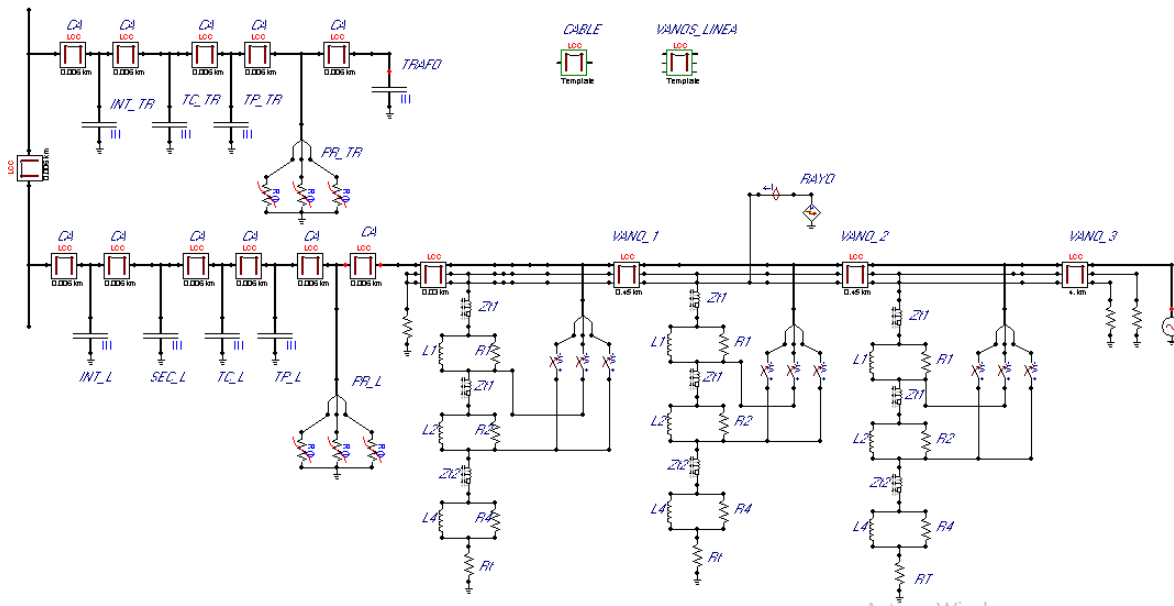 CA CA CA CA CA
LCC LCC LCC LCC LCC
0.006 km 0.006 km 0.006 km 0.006 km 0.006 km
CABLE VANOS_LINEA
LCC LCC
Template Template
TRAFO
INT_TR TC_TR TP_TR
PR_TR
LCC
0.006 km
RAYO
CA CA CA CA CA CA
LCC LCC LCC LCC LCC LCC
0.006 km 0.006 km 0.006 km 0.006 km 0.006 km 0.006 km
VANO_1 VANO_2 VANO_3
LCC LCC LCC LCC
0.03 km 0.45 km 0.45 km 4. km
INT_L SEC_L TC_L TP_L
PR_L
Zt1 Zt1 Zt1
L1 R1 L1 R1 L1 R1
Zt1 Zt1 Zt1
L2 R2 L2 R2 L2 R2
Zt2 Zt2 Zt2
L4 R4 L4 R4 L4 R4
Rt Rt RT